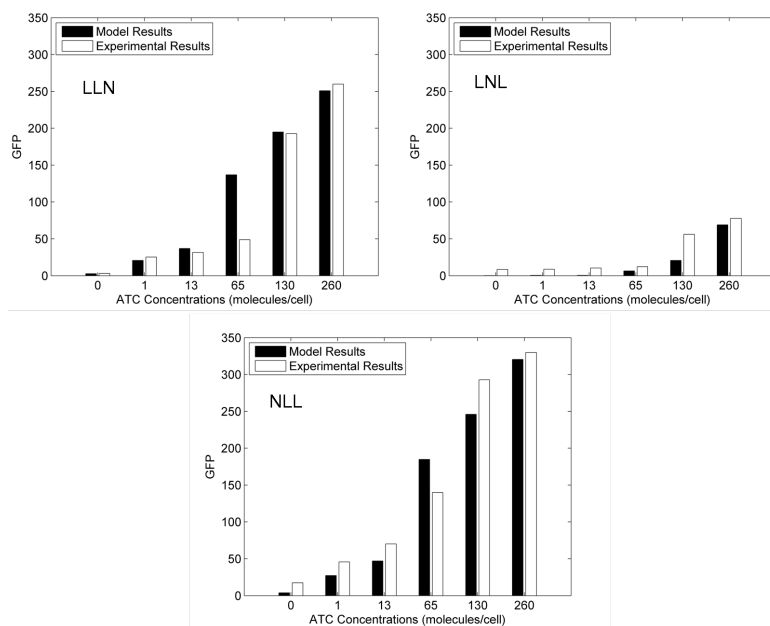 350
300
250
200
150
100
50
0
GFP
Model Results
Experimental Results
LLN
0 1 13 65 130 260
ATC Concentrations (molecules/cell)
350
300
250
200
150
100
50
0
GFP
Model Results
Experimental Results
LNL
0 1 13 65 130 260
ATC Concentrations (molecules/cell)
350
300
250
200
150
100
50
0
GFP
Model Results
Experimental Results
NLL
0 1 13 65 130 260
ATC Concentrations (molecules/cell)